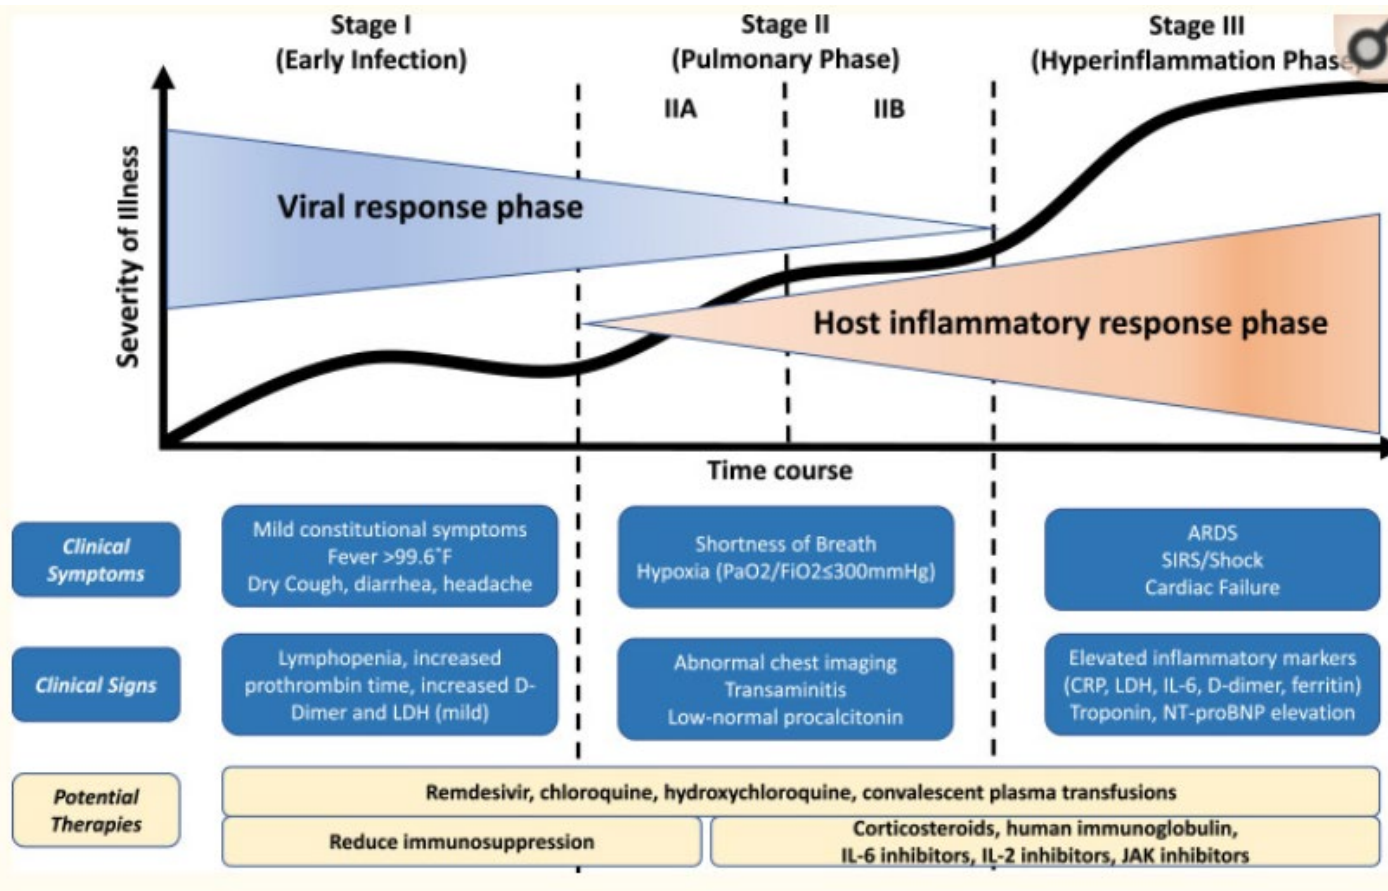 Stage I
(Early Infection)
Stage II
(Pulmonary Phase)
Stage III
(Hyperinflammation Phase)
IIA
IIB
Severity of Illness
Viral response phase
Host inflammatory response phase
Time course
Clinical
Symptoms
Mild constitutional symptoms
Fever >99.6°F
Dry Cough, diarrhea, headache
Shortness of Breath
Hypoxia (PaO2/FiO2≤300mmHg)
ARDS
SIRS/Shock
Cardiac Failure
Clinical Signs
Lymphopenia, increased
prothrombin time, increased D-
Dimer and LDH (mild)
Abnormal chest imaging
Transaminitis
Low-normal procalcitonin
Elevated inflammatory markers
(CRP, LDH, IL-6, D-dimer, ferritin)
Troponin, NT-proBNP elevation
Potential
Therapies
Remdesivir, chloroquine, hydroxychloroquine, convalescent plasma transfusions
Reduce immunosuppression
Corticosteroids, human immunoglobulin,
IL-6 inhibitors, IL-2 inhibitors, JAK inhibitors